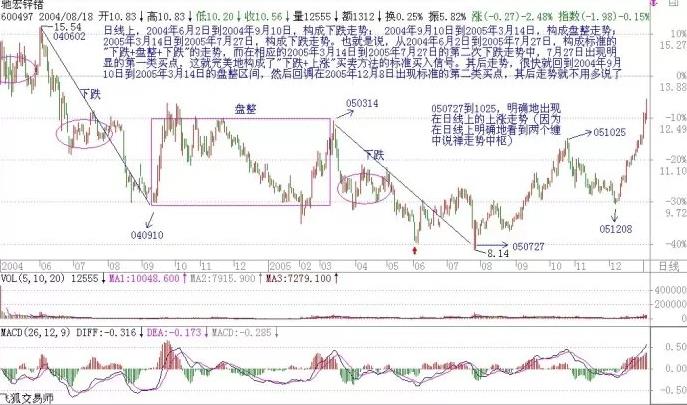 驰宏锌锗
600497 2004/08/18 开10.83↓高10.83↓低10.20↓收10.56↓量12555↓额1312↓换0.25% 振5.82% 涨(-0.27)-2.48% 指数(-1.98)-0.15%
日线上，2004年6月2日到2004年9月10日，构成下跌走势； 2004年9月10日到2005年3月14日，构成盘整走势；
2005年3月14日到2005年7月27日，构成下跌走势。也就是说，从2004年6月2日到2005年7月27日，构成标准的
"下跌+盘整+下跌"的走势，而在相应的2005年3月14日到2005年7月27日的第二次下跌走势中，7月27日出现明
显的第一类买点，这就完美地构成了"下跌+上涨"买卖方法的标准买入信号。其后走势，很快就回到2004年9月
10日到2005年3月14日的盘整区间，然后回调在2005年12月8日出现标准的第二类买点，其后走势就不用多说了
15.54
040602
下跌
盘整
050314
下跌
050727到1025，明确地出现
在日线上的上涨走势（因为
在日线上明确地看到两个缠
中说禅走势中枢）
051025
040910
051208
050727
8.14
0%
13.88
-10%
12.49
-20%
11.10
-30%
9.72
-40%
2004 06 07 08 09 10 11 12 2005 02 03 04 05 06 07 08 09 10 11 12 日线
VOL(5,10,20) 12555↓ MA1:10048.600↑ MA2:7915.900↑ MA3:7279.100↑
400000
200000
0
MACD(26,12,9) DIFF:-0.316↓ DEA:-0.173↓ MACD:-0.285↓
0.50
0.00
-0.50
飞狐交易师